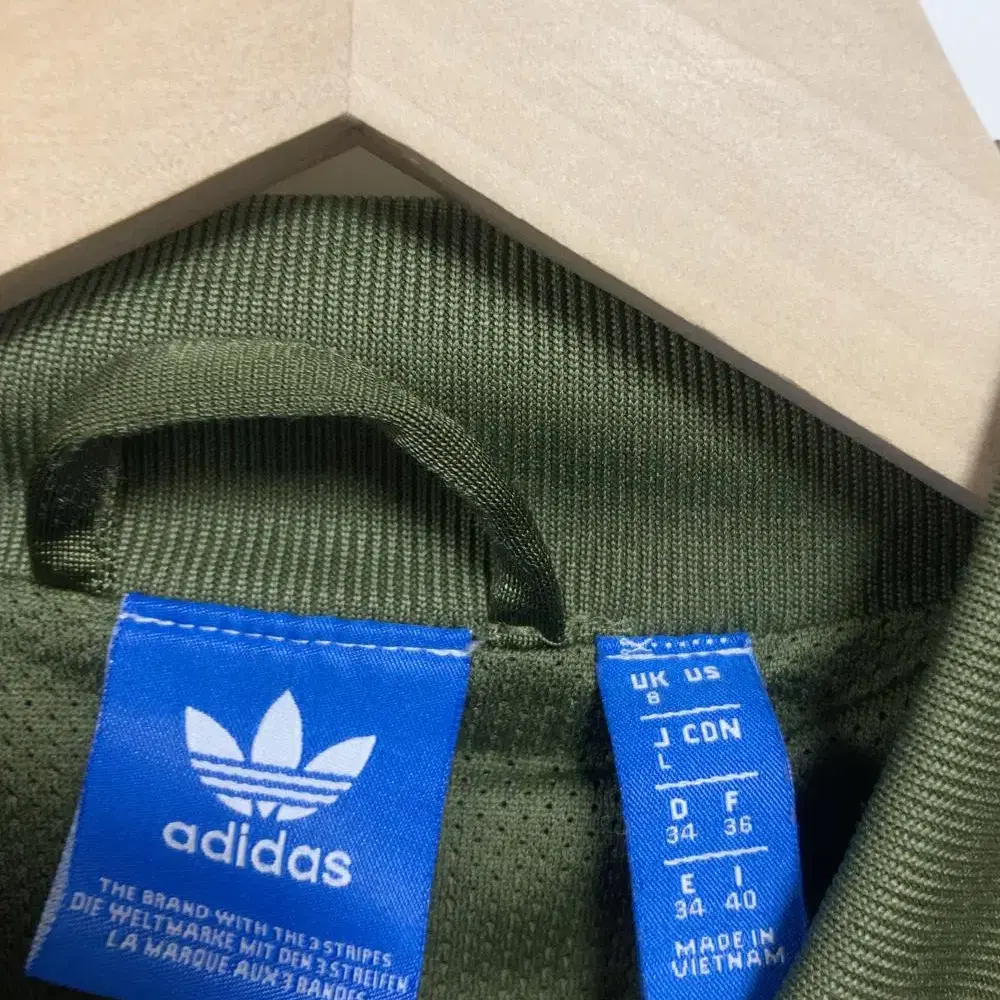 adidas
THE BRAND WITH THE 3 STRIPES
DIE WELTMARKE MIT DEN 3 STREIFEN
LA MARQUE AUX 3 BANDES
UK US
8
J CDN
L
D F
34 36
E I
34 40
MADE IN
VIETNAM